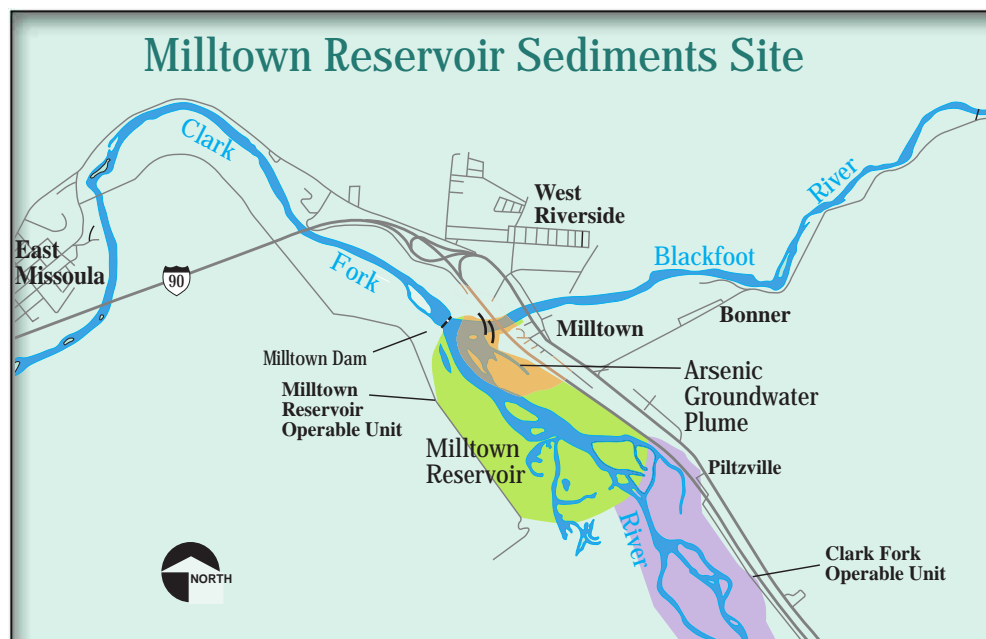 Milltown Reservoir Sediments Site
Clark
Fork
River
Blackfoot
River
West
Riverside
East
Missoula
90
Milltown
Bonner
Milltown Dam
Milltown
Reservoir
Operable Unit
Arsenic
Groundwater
Plume
Milltown
Reservoir
Piltzville
River
Clark Fork
Operable Unit
NORTH